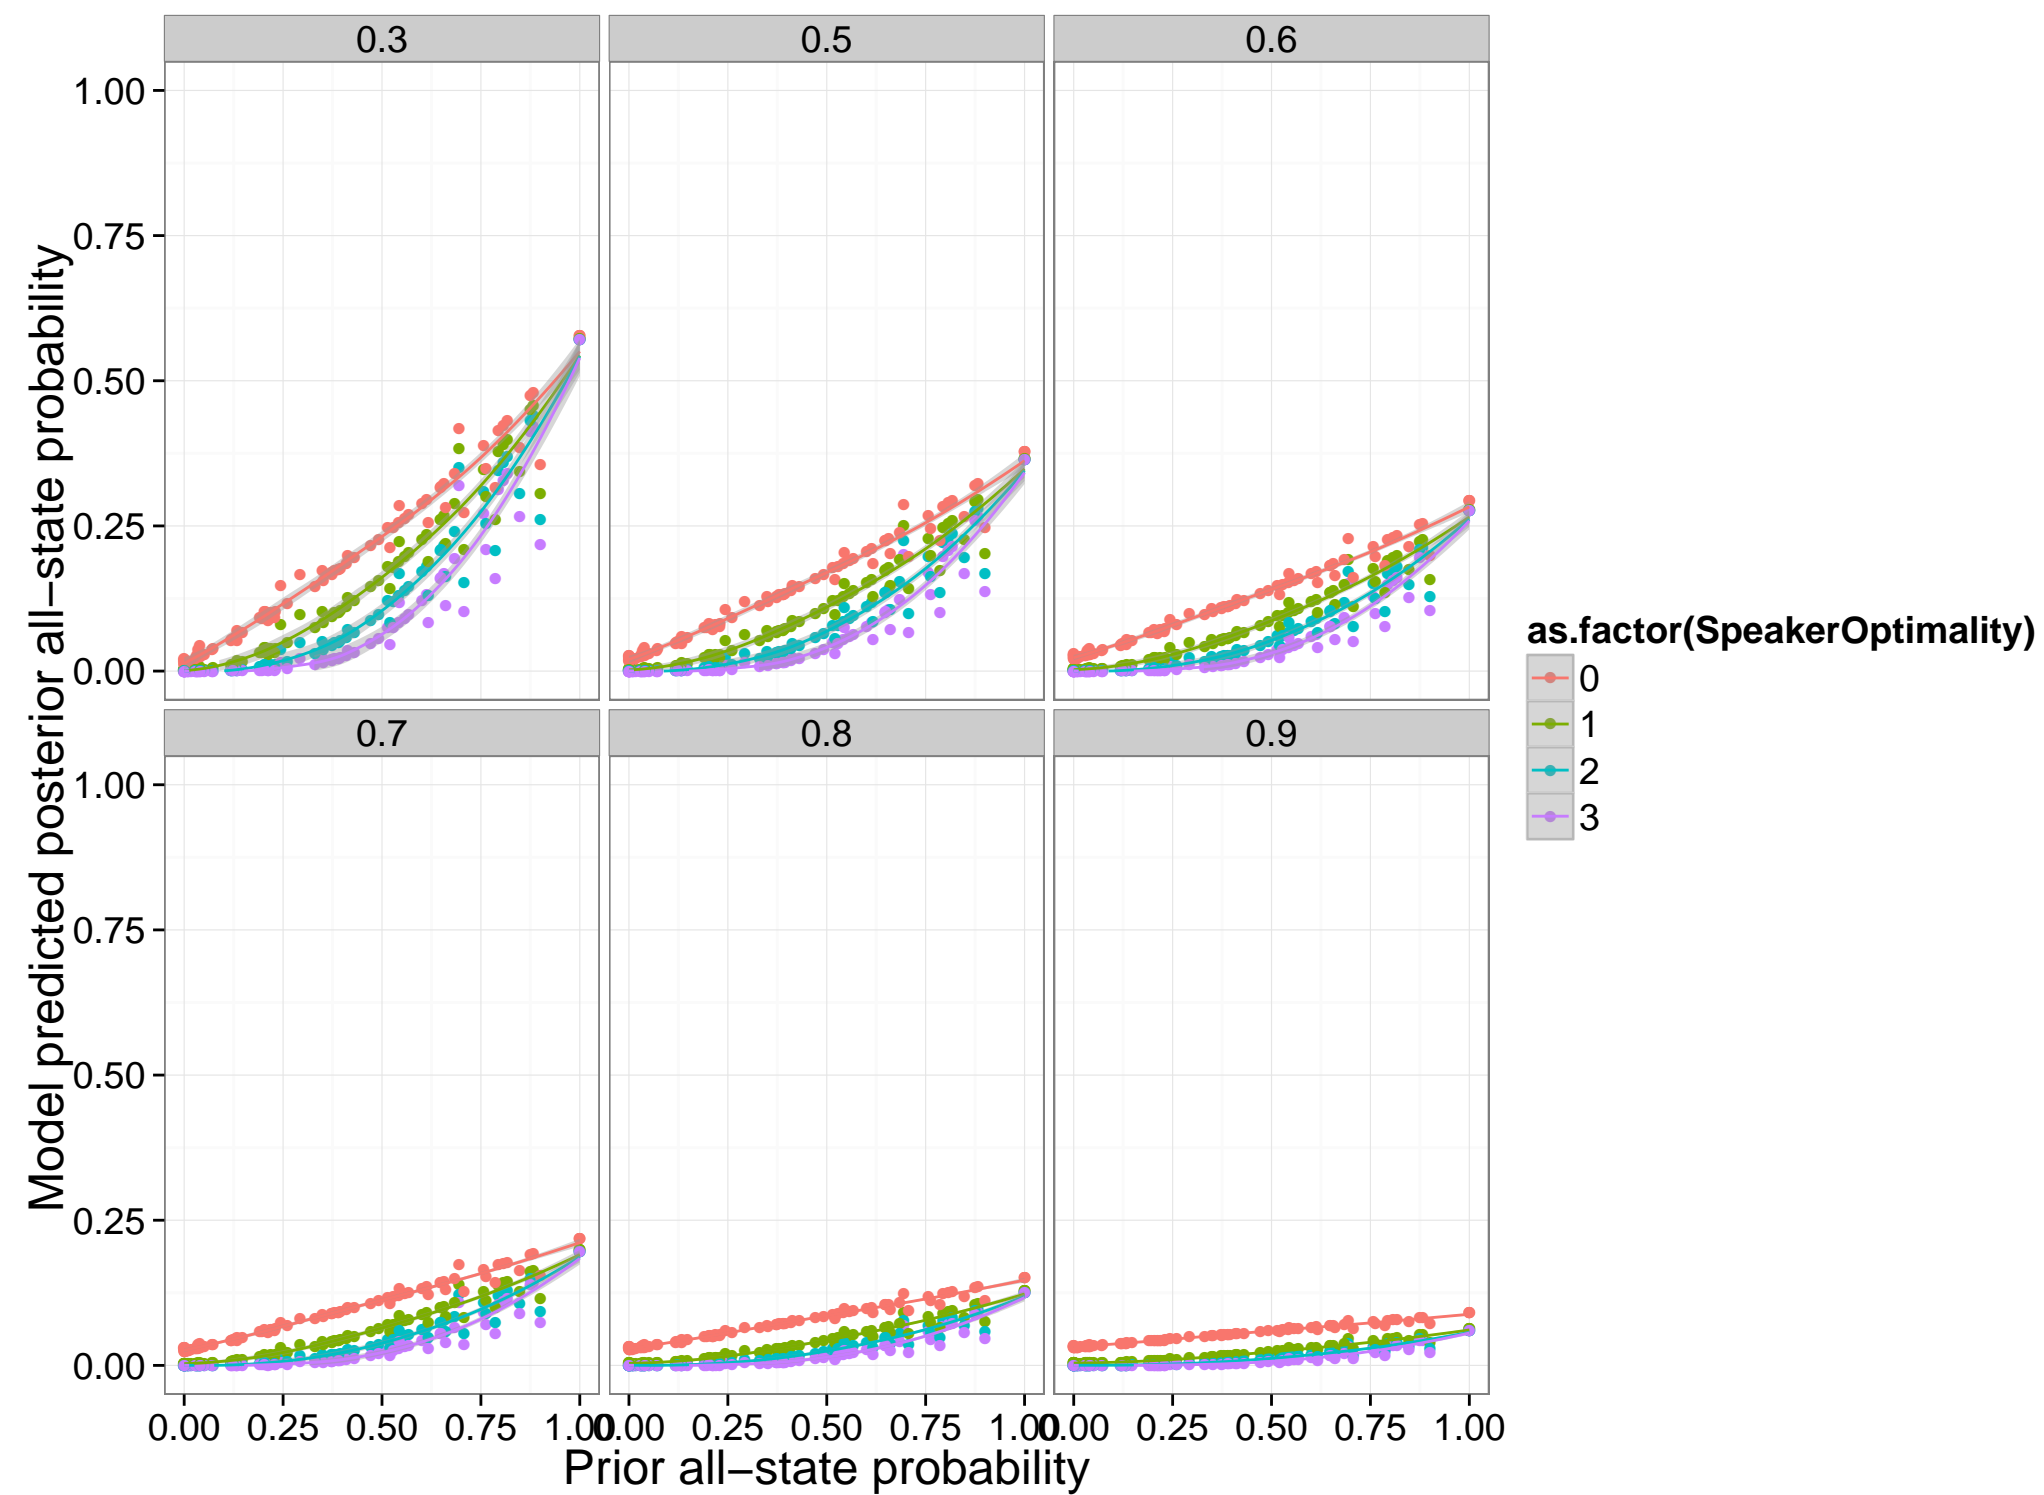 0.3 0.5 0.6
1.00
0.75
0.50
0.25
0.00
0.7 0.8 0.9
1.00
0.75
0.50
0.25
0.00
0.00 0.25 0.50 0.75 1.00 0.00 0.25 0.50 0.75 1.00 0.00 0.25 0.50 0.75 1.00
Prior all−state probability
Model predicted posterior all−state probability
as.factor(SpeakerOptimality)
0
1
2
3